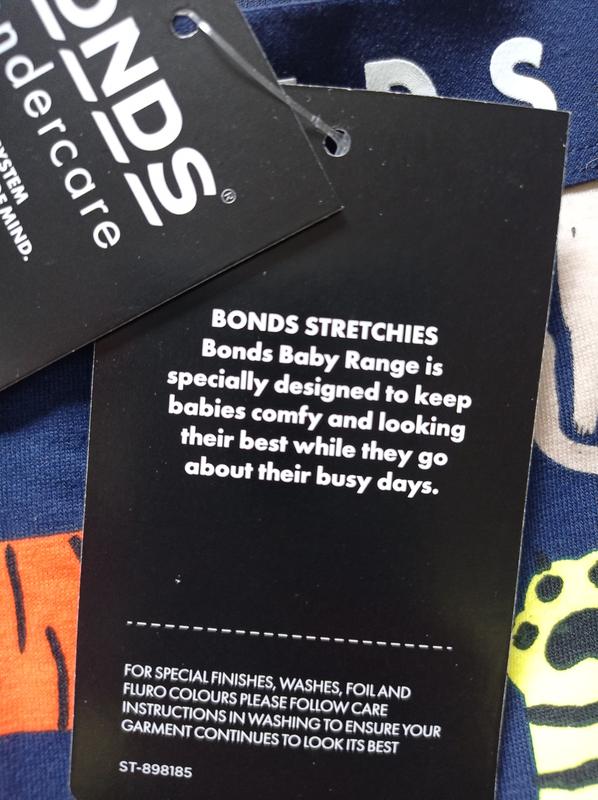 ONDS
ndercare
YSTEM
OF MIND.
BONDS STRETCHIES
Bonds Baby Range is
specially designed to keep
babies comfy and looking
their best while they go
about their busy days.
FOR SPECIAL FINISHES, WASHES, FOIL AND
FLURO COLOURS PLEASE FOLLOW CARE
INSTRUCTIONS IN WASHING TO ENSURE YOUR
GARMENT CONTINUES TO LOOK ITS BEST
ST-898185